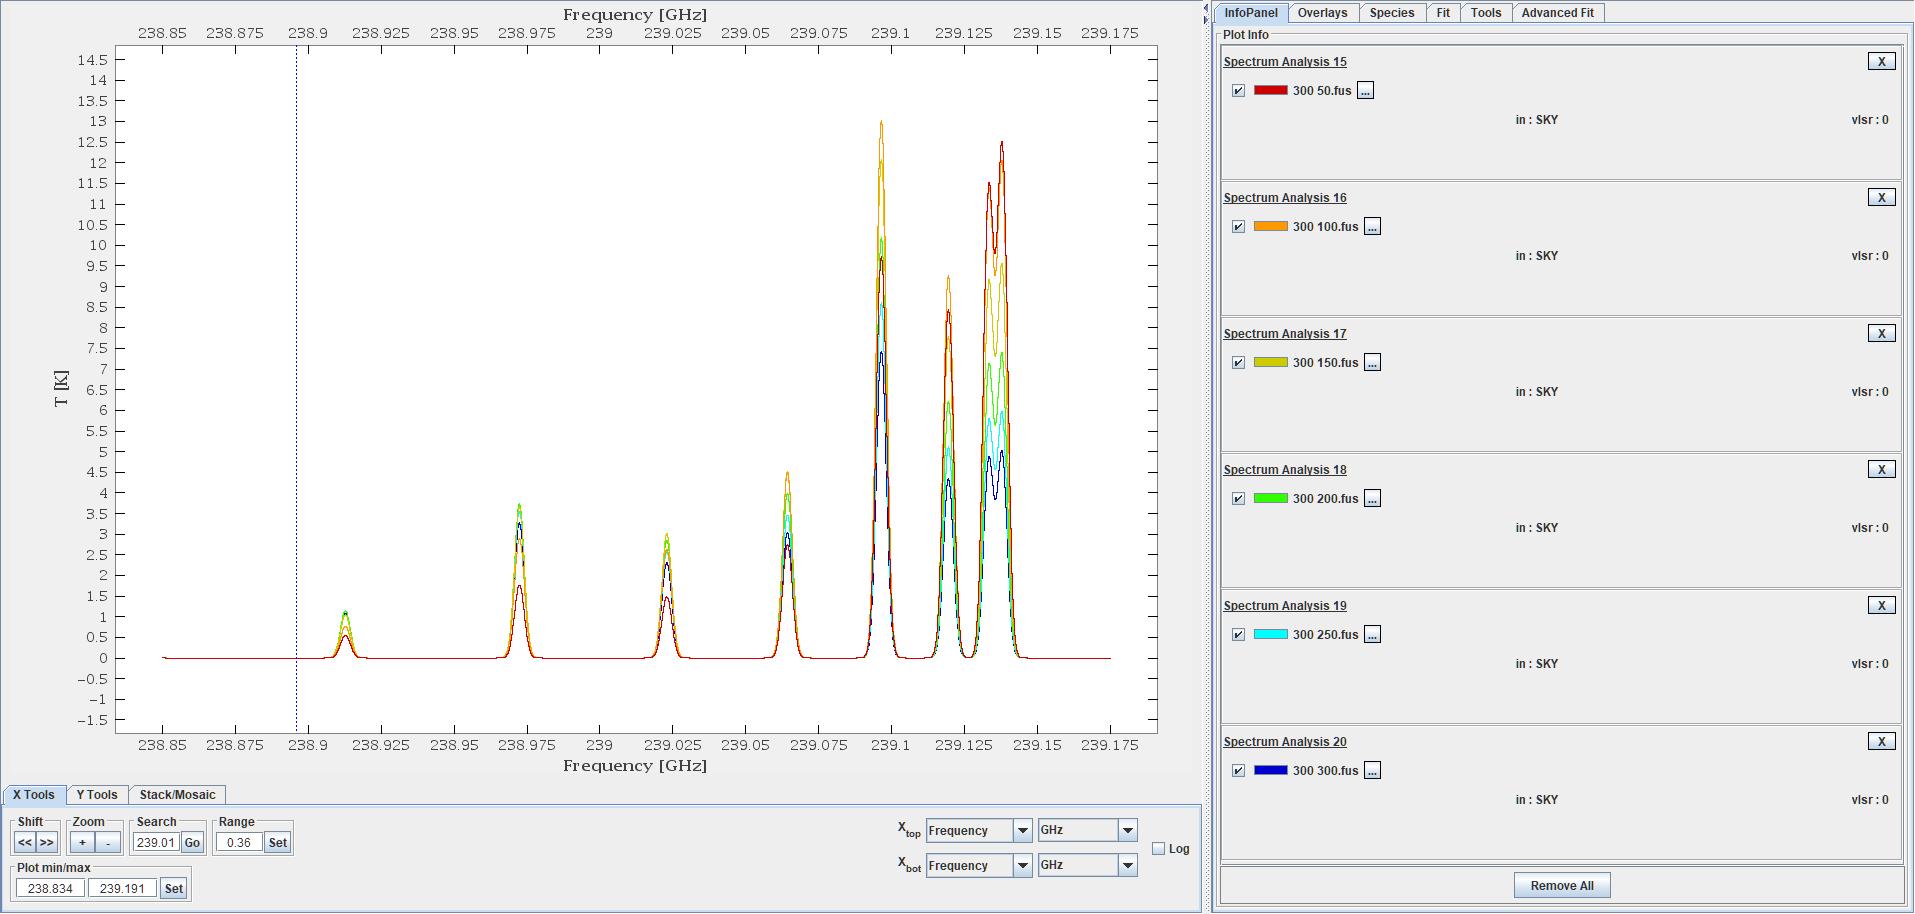 Frequency [GHz]
238.85 238.875 238.9 238.925 238.95 238.975 239 239.025 239.05 239.075 239.1 239.125 239.15 239.175
14.5
14
13.5
13
12.5
12
11.5
11
10.5
10
9.5
9
8.5
8
7.5
7
6.5
6
5.5
5
4.5
4
3.5
3
2.5
2
1.5
1
0.5
0
−0.5
−1
−1.5
T [K]
238.85 238.875 238.9 238.925 238.95 238.975 239 239.025 239.05 239.075 239.1 239.125 239.15 239.175
Frequency [GHz]
X Tools Y Tools Stack/Mosaic
Shift Zoom Search Range
<< >> + - 239.01 Go 0.36 Set
Plot min/max
238.834 239.191 Set
Xtop Frequency GHz
Xbot Frequency GHz
Log
InfoPanel Overlays Species Fit Tools Advanced Fit
Plot Info
Spectrum Analysis 15 X
300 50.fus ...
in : SKY vlsr : 0
Spectrum Analysis 16 X
300 100.fus ...
in : SKY vlsr : 0
Spectrum Analysis 17 X
300 150.fus ...
in : SKY vlsr : 0
Spectrum Analysis 18 X
300 200.fus ...
in : SKY vlsr : 0
Spectrum Analysis 19 X
300 250.fus ...
in : SKY vlsr : 0
Spectrum Analysis 20 X
300 300.fus ...
in : SKY vlsr : 0
Remove All